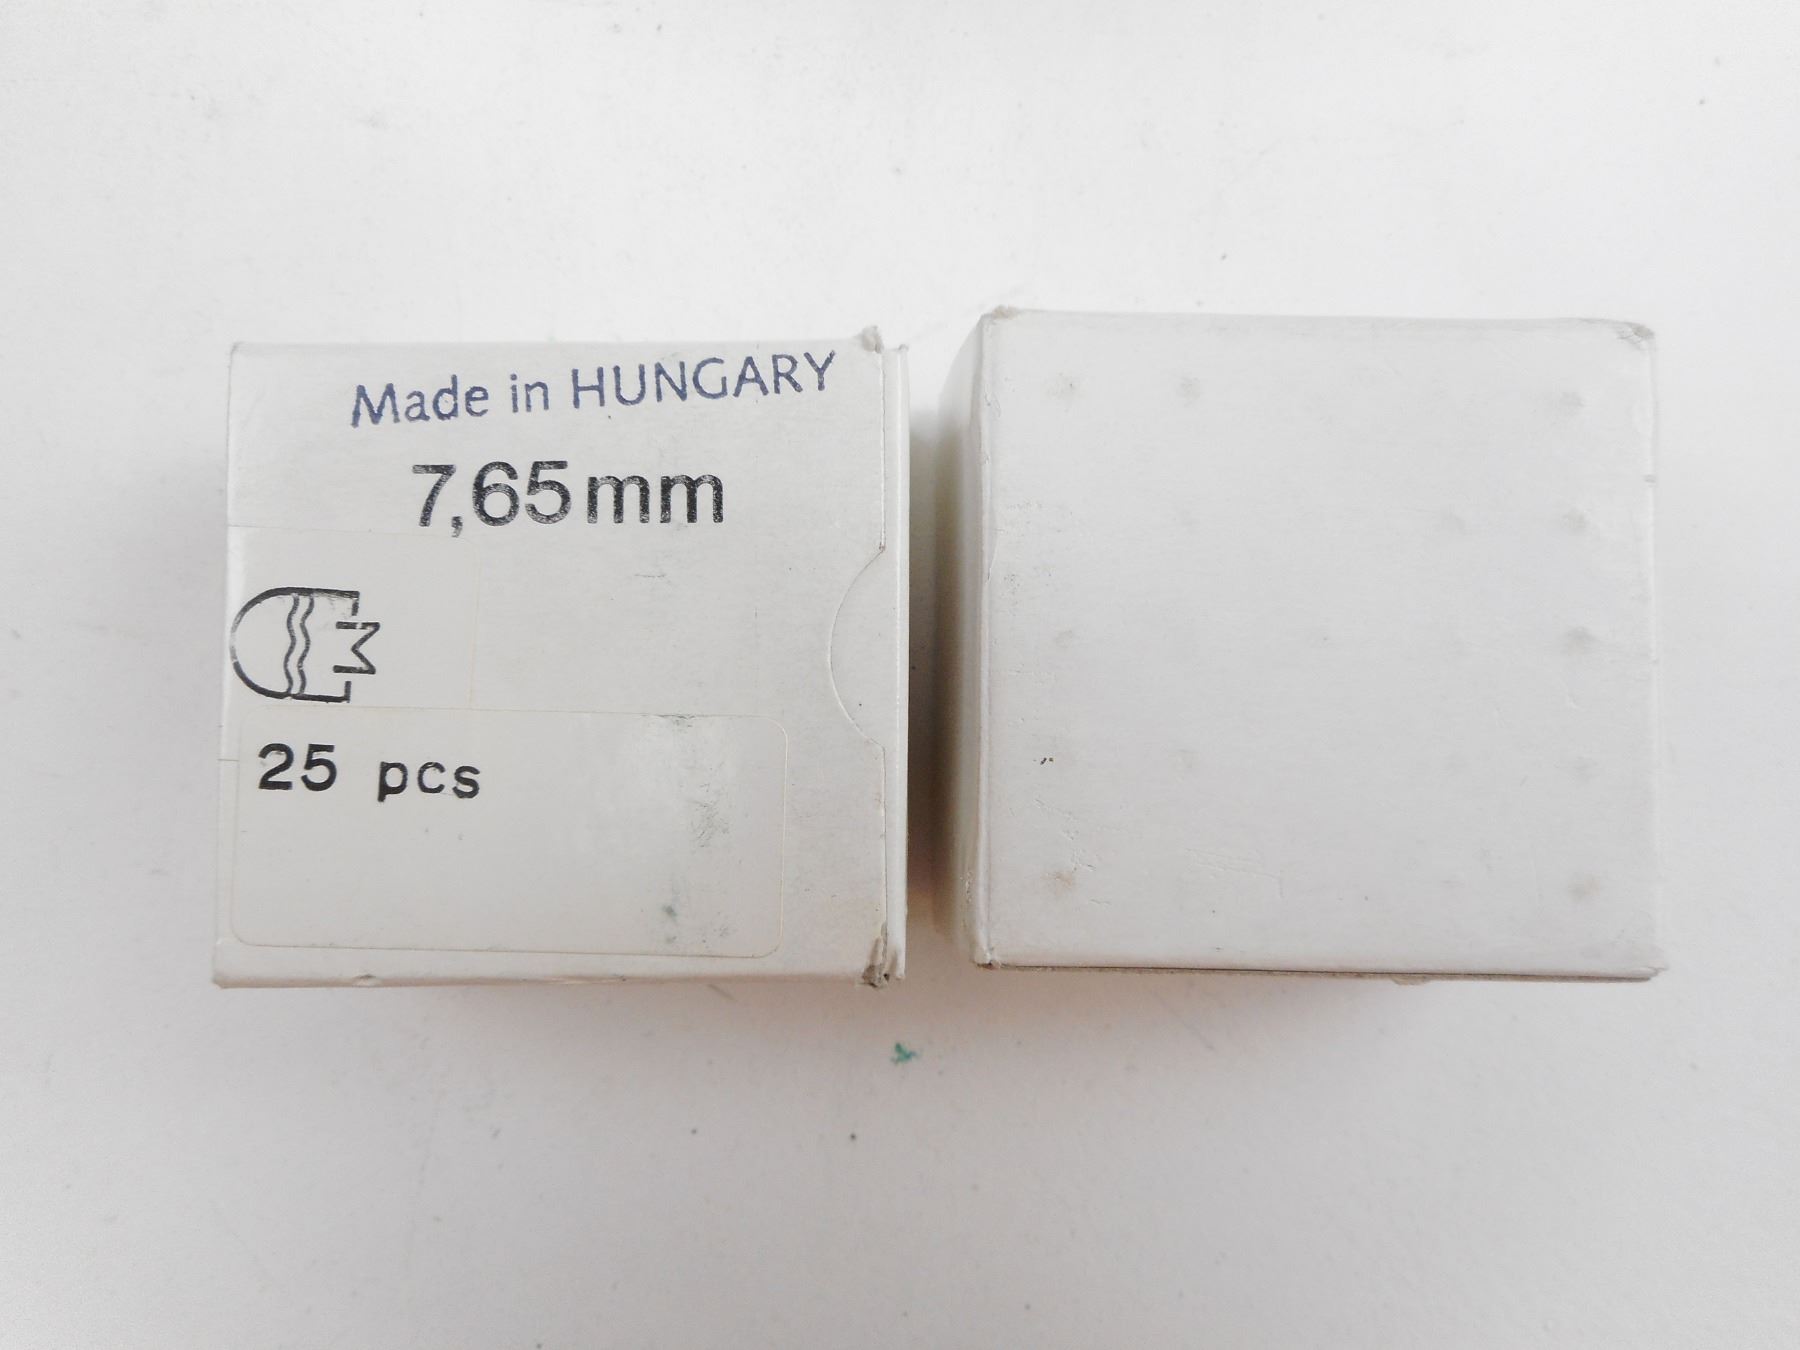 Made in HUNGARY
7,65mm
25 pcs